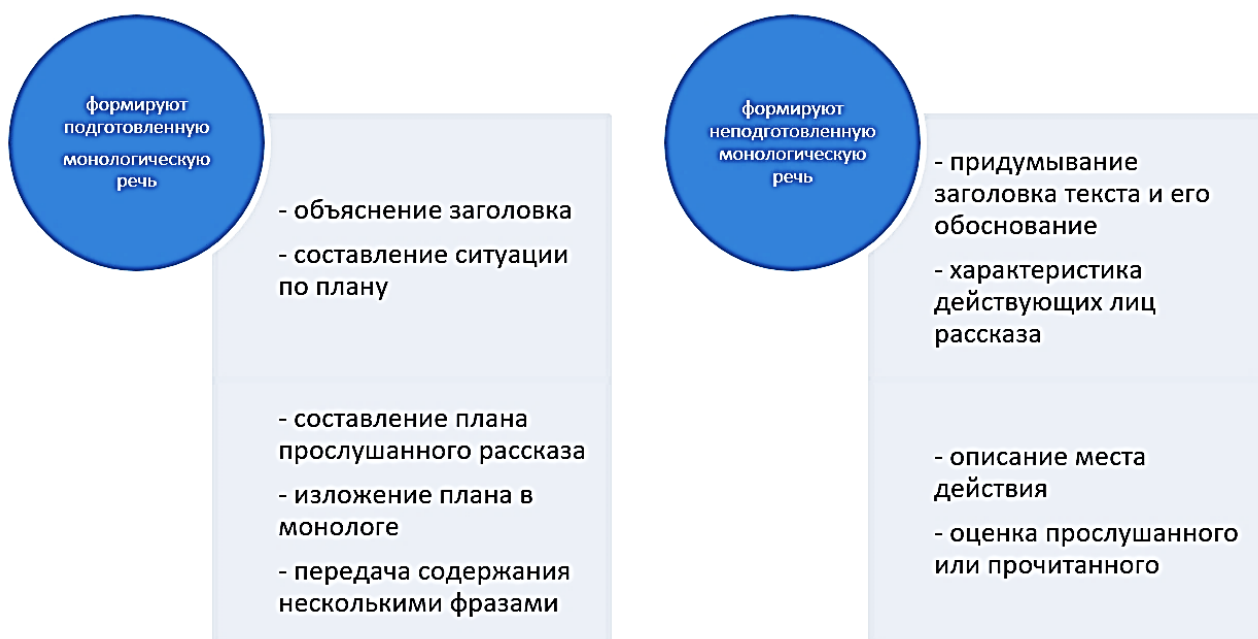 формируют
подготовленную
монологическую
речь
- объяснение заголовка
- составление ситуации
по плану
- составление плана
прослушанного рассказа
- изложение плана в
монологе
- передача содержания
несколькими фразами
формируют
неподготовленную
монологическую
речь
- придумывание
заголовка текста и его
обоснование
- характеристика
действующих лиц
рассказа
- описание места
действия
- оценка прослушанного
или прочитанного